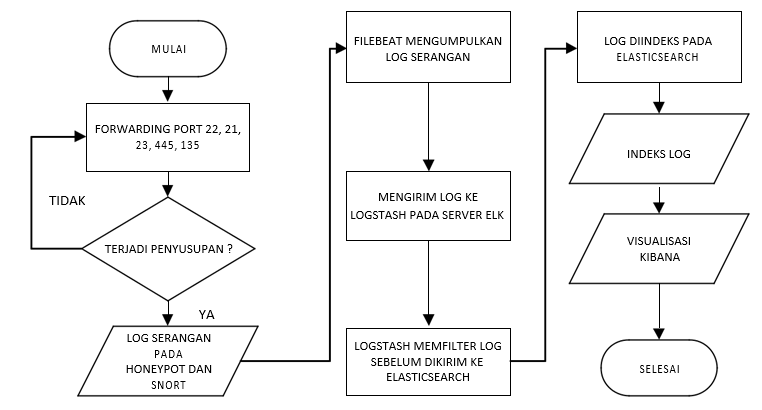 MULAI
FORWARDING PORT 22, 21,
23, 445, 135
TIDAK
TERJADI PENYUSUPAN ?
YA
LOG SERANGAN
PADA
HONEYPOT DAN
SNORT
FILEBEAT MENGUMPULKAN
LOG SERANGAN
MENGIRIM LOG KE
LOGSTASH PADA SERVER ELK
LOGSTASH MEMFILTER LOG
SEBELUM DIKIRIM KE
ELASTICSEARCH
LOG DIINDEKS PADA
ELASTICSEARCH
INDEKS LOG
VISUALISASI
KIBANA
SELESAI